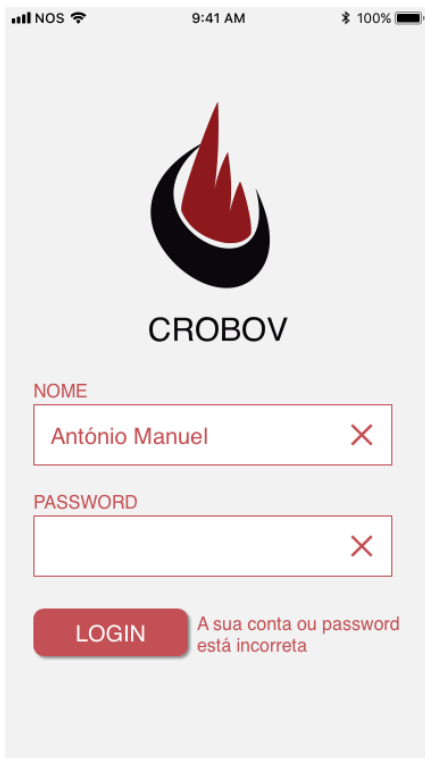 NOS 9:41 AM 100%
CROBOV
NOME
António Manuel
PASSWORD
LOGIN
A sua conta ou password
está incorreta